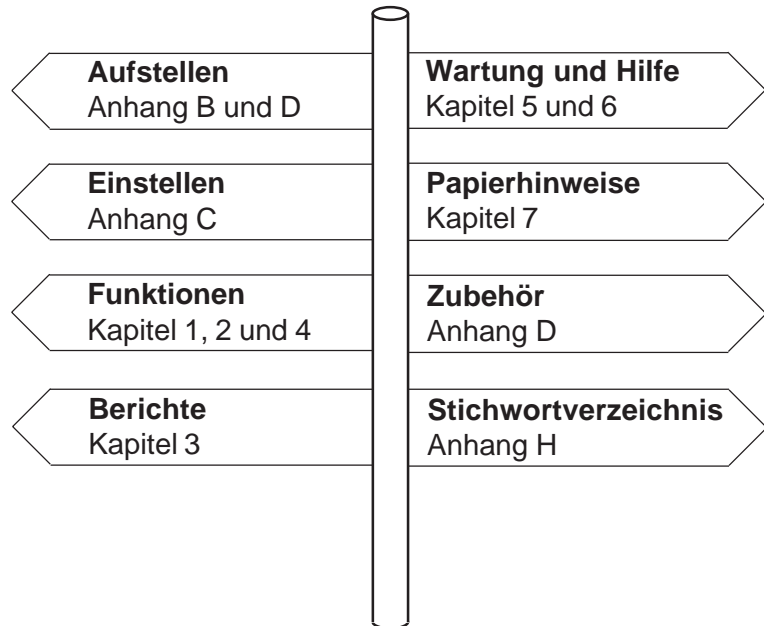 Aufstellen
Anhang B und D
Einstellen
Anhang C
Funktionen
Kapitel 1, 2 und 4
Berichte
Kapitel 3
Wartung und Hilfe
Kapitel 5 und 6
Papierhinweise
Kapitel 7
Zubehör
Anhang D
Stichwortverzeichnis
Anhang H